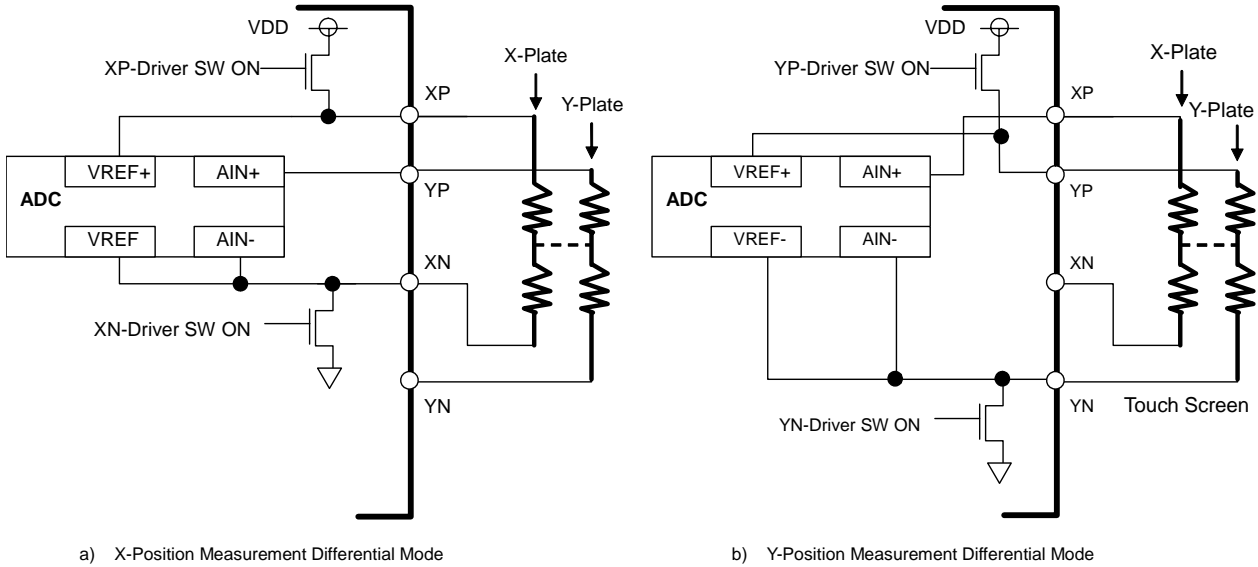 VDD
XP-Driver SW ON
X-Plate
XP
Y-Plate
VREF+
AIN+
YP
ADC
VREF
AIN-
XN
XN-Driver SW ON
YN
a) X-Position Measurement Differential Mode
VDD
YP-Driver SW ON
X-Plate
XP
Y-Plate
VREF+
AIN+
YP
ADC
VREF-
AIN-
XN
YN
Touch Screen
YN-Driver SW ON
b) Y-Position Measurement Differential Mode